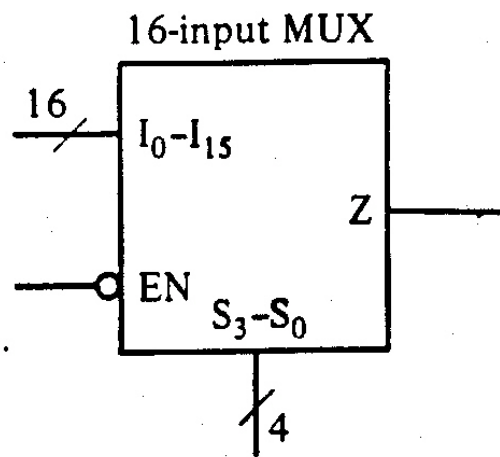 16-input MUX
16
I₀–I₁₅
Z
EN
S₃–S₀
4